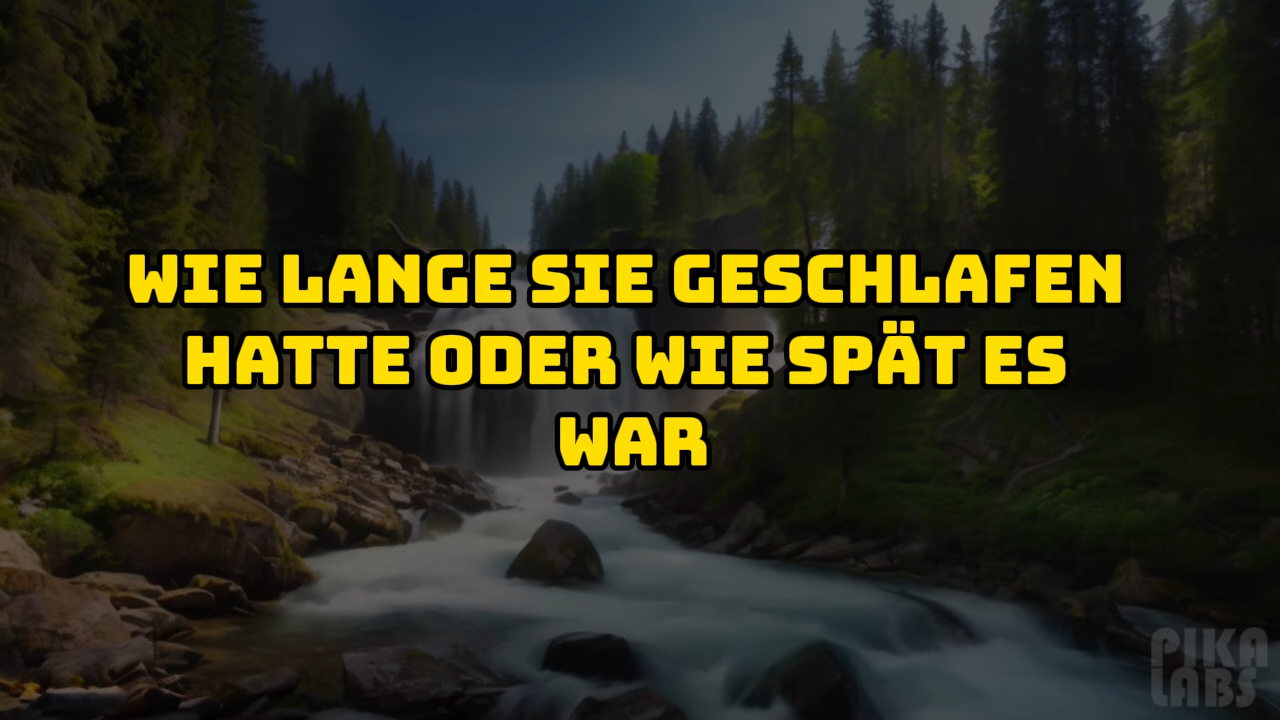 WIE LANGE SIE GESCHLAFEN
HATTE ODER WIE SPÄT ES
WAR
PIKA
LABS